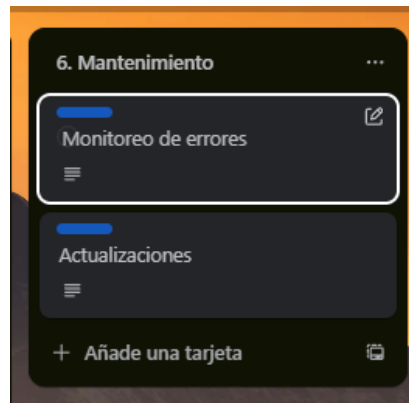 6. Mantenimiento
Monitoreo de errores
Actualizaciones
+ Añade una tarjeta